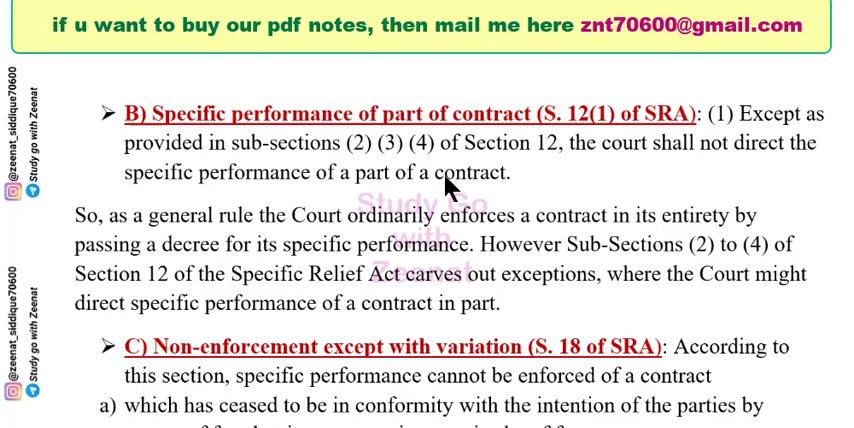 if u want to buy our pdf notes, then mail me here znt70600@gmail.com
➢ B) Specific performance of part of contract (S. 12(1) of SRA): (1) Except as
provided in sub-sections (2) (3) (4) of Section 12, the court shall not direct the
specific performance of a part of a contract.
So, as a general rule the Court ordinarily enforces a contract in its entirety by
passing a decree for its specific performance. However Sub-Sections (2) to (4) of
Section 12 of the Specific Relief Act carves out exceptions, where the Court might
direct specific performance of a contract in part.
➢ C) Non-enforcement except with variation (S. 18 of SRA): According to
this section, specific performance cannot be enforced of a contract
a) which has ceased to be in conformity with the intention of the parties by
Study Go
with
Zeenat
@zeenat_siddique70600
Study go with Zeenat
@zeenat_siddique70600
Study go with Zeenat